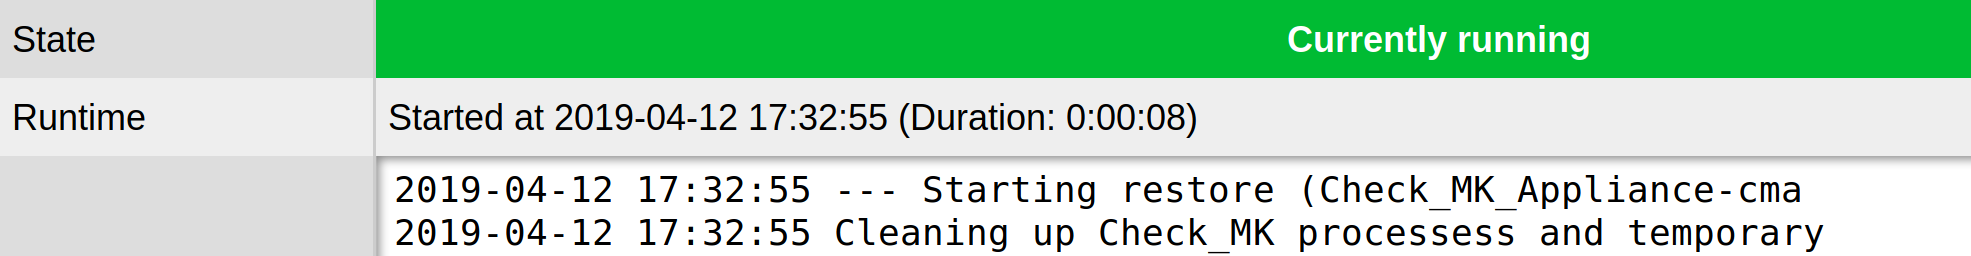 State
Currently running
Runtime
Started at 2019-04-12 17:32:55 (Duration: 0:00:08)
2019-04-12 17:32:55 --- Starting restore (Check_MK_Appliance-cma
2019-04-12 17:32:55 Cleaning up Check_MK processess and temporary